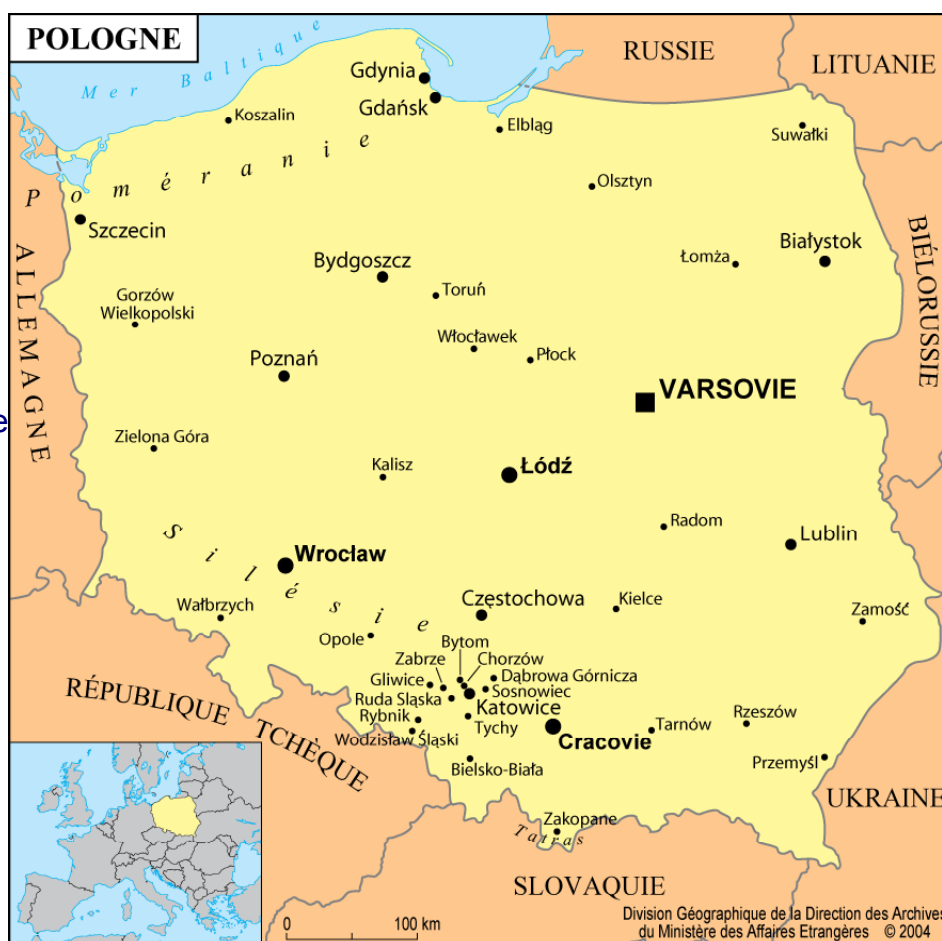 POLOGNE
Mer Baltique
RUSSIE
LITUANIE
Gdynia
Gdańsk
Koszalin
Elbląg
Suwałki
Poméranie
Olsztyn
Szczecin
Białystok
Łomża
Bydgoszcz
Toruń
BIÉLORUSSIE
ALLEMAGNE
Gorzów
Wielkopolski
Włocławek
Płock
Poznań
VARSOVIE
e
Zielona Góra
Kalisz
Łódź
Radom
Lublin
Silésie
Wrocław
Wałbrzych
Częstochowa
Kielce
Zamość
Opole
Bytom
Zabrze
Chorzów
Gliwice
Dąbrowa Górnicza
Ruda Sląska
Sosnowiec
Katowice
Rybnik
Tychy
Wodzisław Śląski
Cracovie
Tarnów
Rzeszów
Bielsko-Biała
Przemyśl
RÉPUBLIQUE TCHÈQUE
UKRAINE
Zakopane
Tatras
SLOVAQUIE
0 100 km
Division Géographique de la Direction des Archives
du Ministère des Affaires Etrangères © 2004